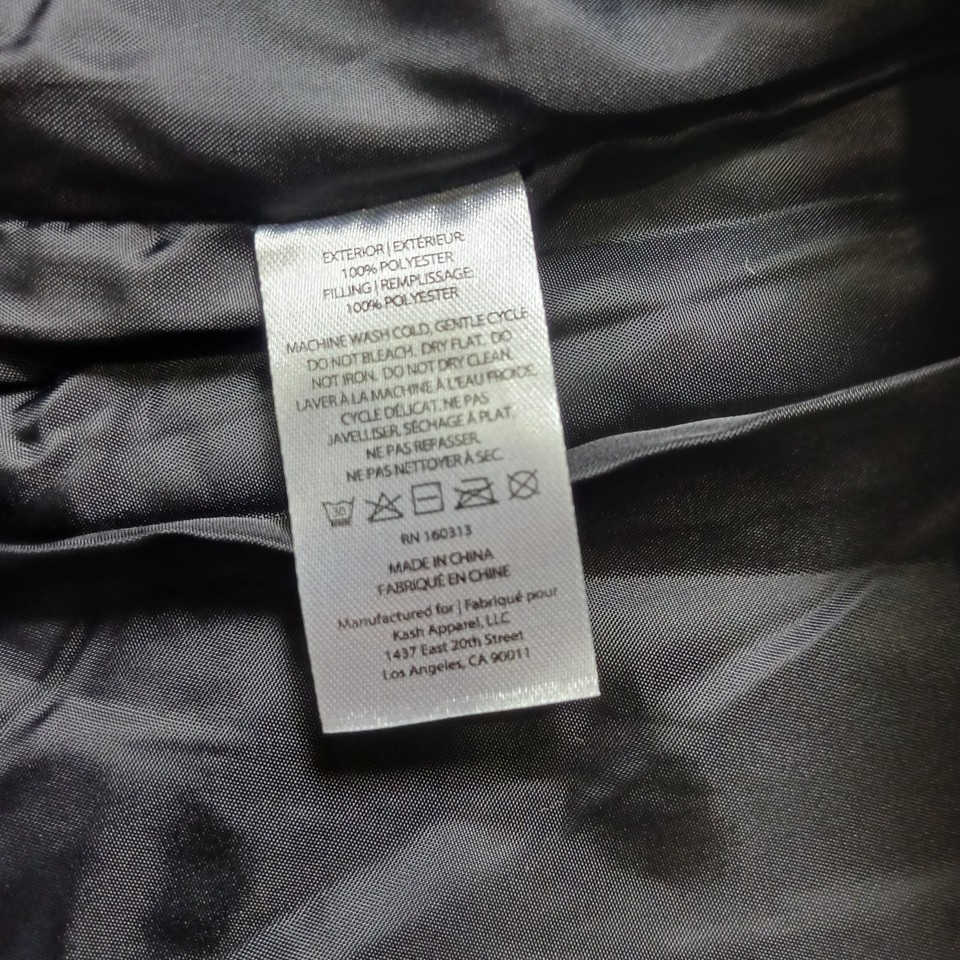 EXTERIOR | EXTÉRIEUR:
100% POLYESTER
FILLING | REMPLISSAGE:
100% POLYESTER
MACHINE WASH COLD, GENTLE CYCLE
DO NOT BLEACH, DRY FLAT. DO
NOT IRON, DO NOT DRY CLEAN.
LAVER À LA MACHINE À L'EAU FROIDE,
CYCLE DÉLICAT. NE PAS
JAVELLISER, SÉCHAGE À PLAT.
NE PAS REPASSER.
NE PAS NETTOYER À SEC.
30
RN 160313
MADE IN CHINA
FABRIQUÉ EN CHINE
Manufactured for | Fabriqué pour
Kash Apparel, LLC
1437 East 20th Street
Los Angeles, CA 90011